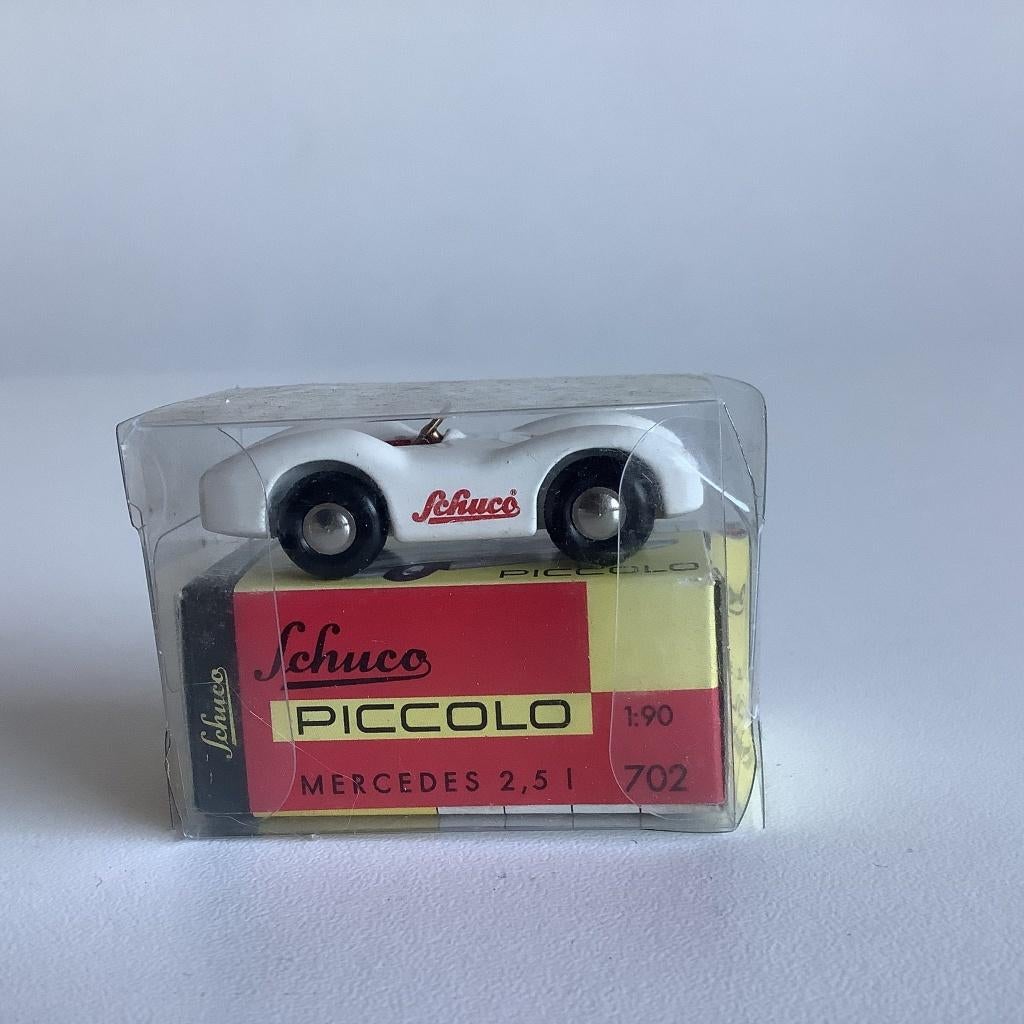 Schuco®
PICCOLO
Schuco
Schuco
PICCOLO
1:90
MERCEDES 2,5 l
702